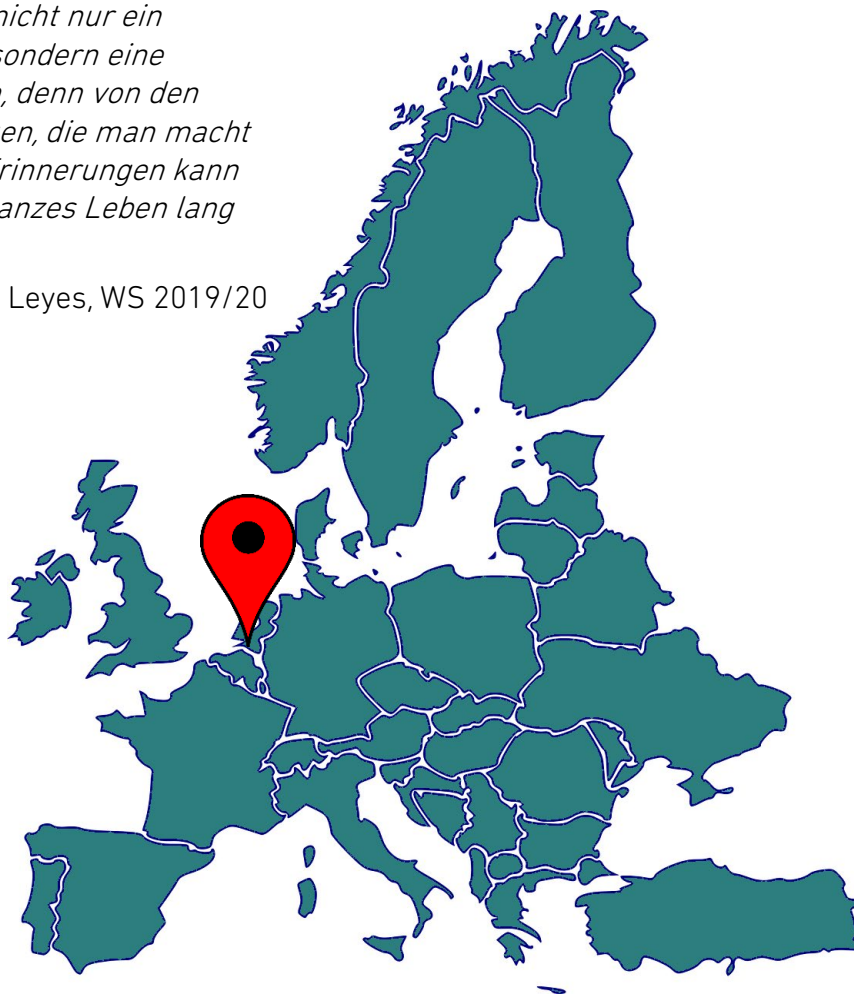 nicht nur ein
sondern eine
, denn von den
en, die man macht
rinnerungen kann
anzes Leben lang
Leyes, WS 2019/20